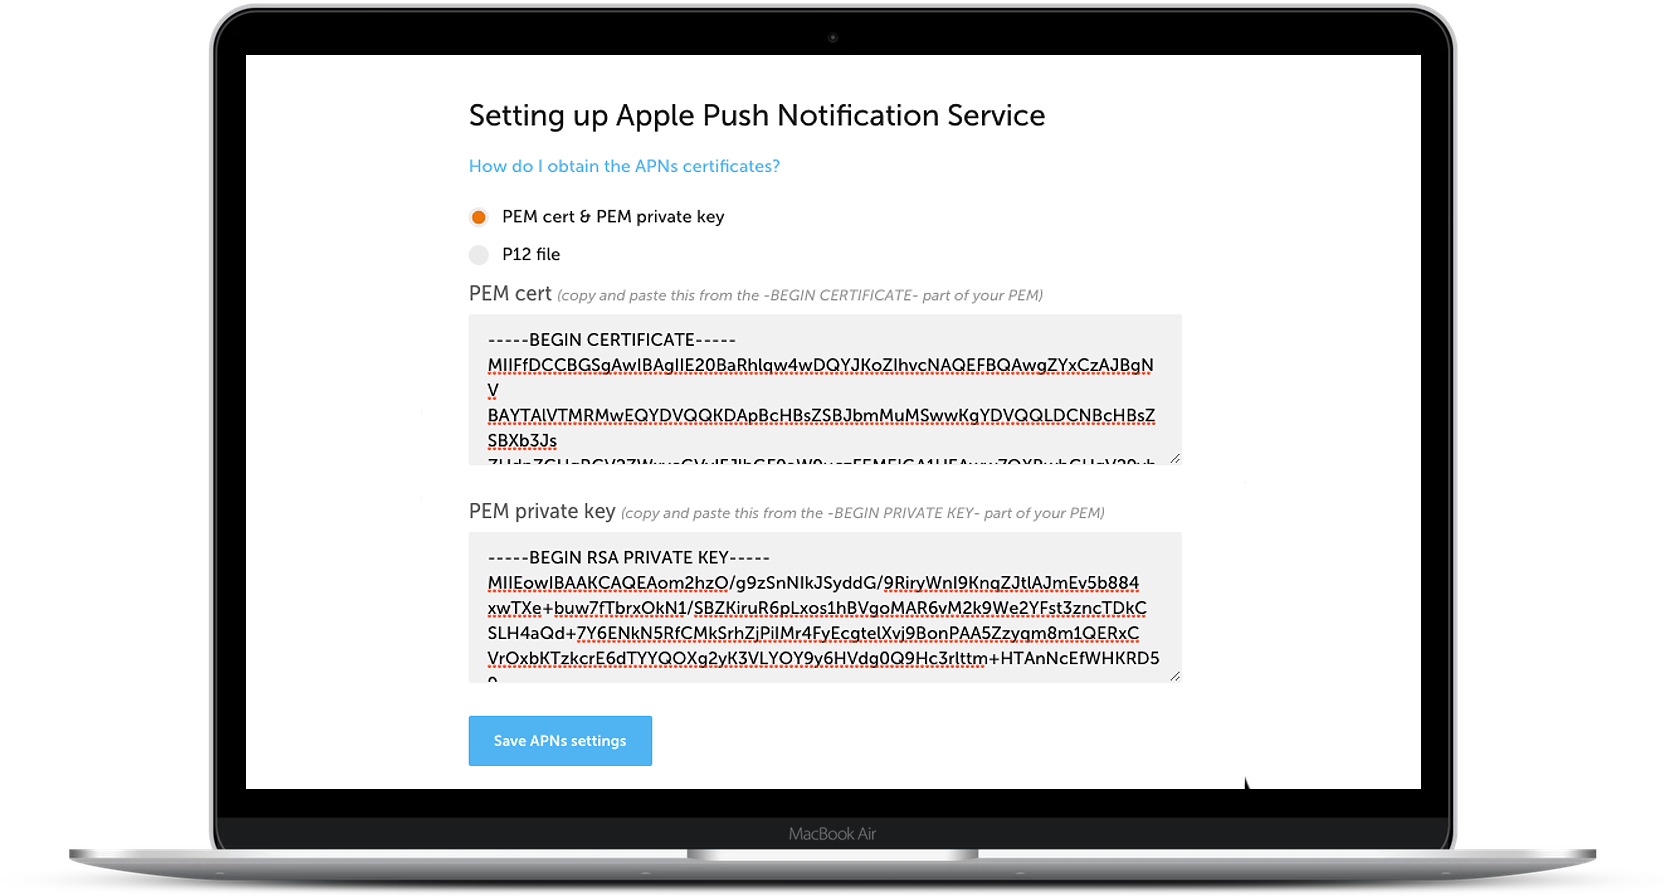 Setting up Apple Push Notification Service
How do I obtain the APNs certificates?
PEM cert & PEM private key
P12 file
PEM cert (copy and paste this from the -BEGIN CERTIFICATE- part of your PEM)
-----BEGIN CERTIFICATE-----
MIIFfDCCBGSgAwIBAgIIE20BaRhlqw4wDQYJKoZIhvcNAQEFBQAwgZYxCzAJBgN
V
BAYTAlVTMRMwEQYDVQQKDApBcHBsZSBJbmMuMSwwKgYDVQQLDCNBcHBsZ
SBXb3Js
PEM private key (copy and paste this from the -BEGIN PRIVATE KEY- part of your PEM)
-----BEGIN RSA PRIVATE KEY-----
MIIEowIBAAKCAQEAom2hzO/g9zSnNIkJSyddG/9RiryWnI9KnqZJtlAJmEv5b884
xwTXe+buw7fTbrxOkN1/SBZKiruR6pLxos1hBVgoMAR6vM2k9We2YFst3zncTDkC
SLH4aQd+7Y6ENkN5RfCMkSrhZjPiIMr4FyEcgtelXvj9BonPAA5Zzyqm8m1QERxC
VrOxbKTzkcrE6dTYYQOXg2yK3VLYOY9y6HVdg0Q9Hc3rlttm+HTAnNcEfWHKRD5
Save APNs settings
MacBook Air